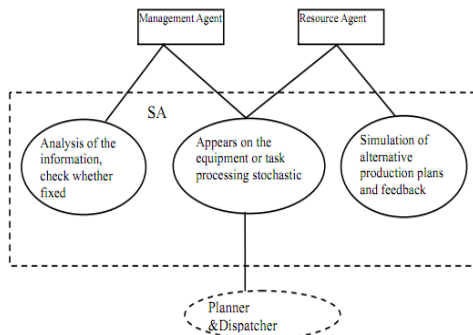 Management Agent
Resource Agent
SA
Analysis of the
information,
check whether
fixed
Appears on the
equipment or task
processing stochastic
Simulation of
alternative
production plans
and feedback
Planner
&Dispatcher